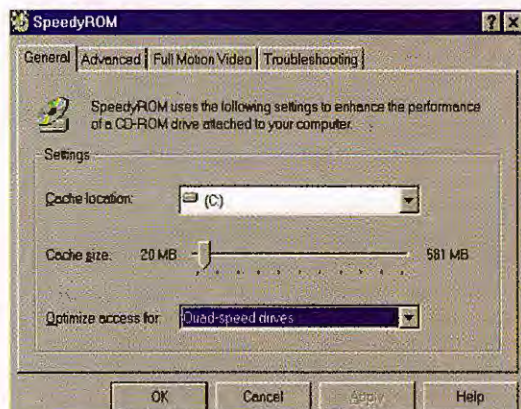 SpeedyROM
General Advanced Full Motion Video Troubleshooting
SpeedyROM uses the following settings to enhance the performance
of a CD-ROM drive attached to your computer.
Settings
Cache location: (C:)
Cache size: 20 MB 581 MB
Optimize access for: Quad-speed drives
OK Cancel Apply Help